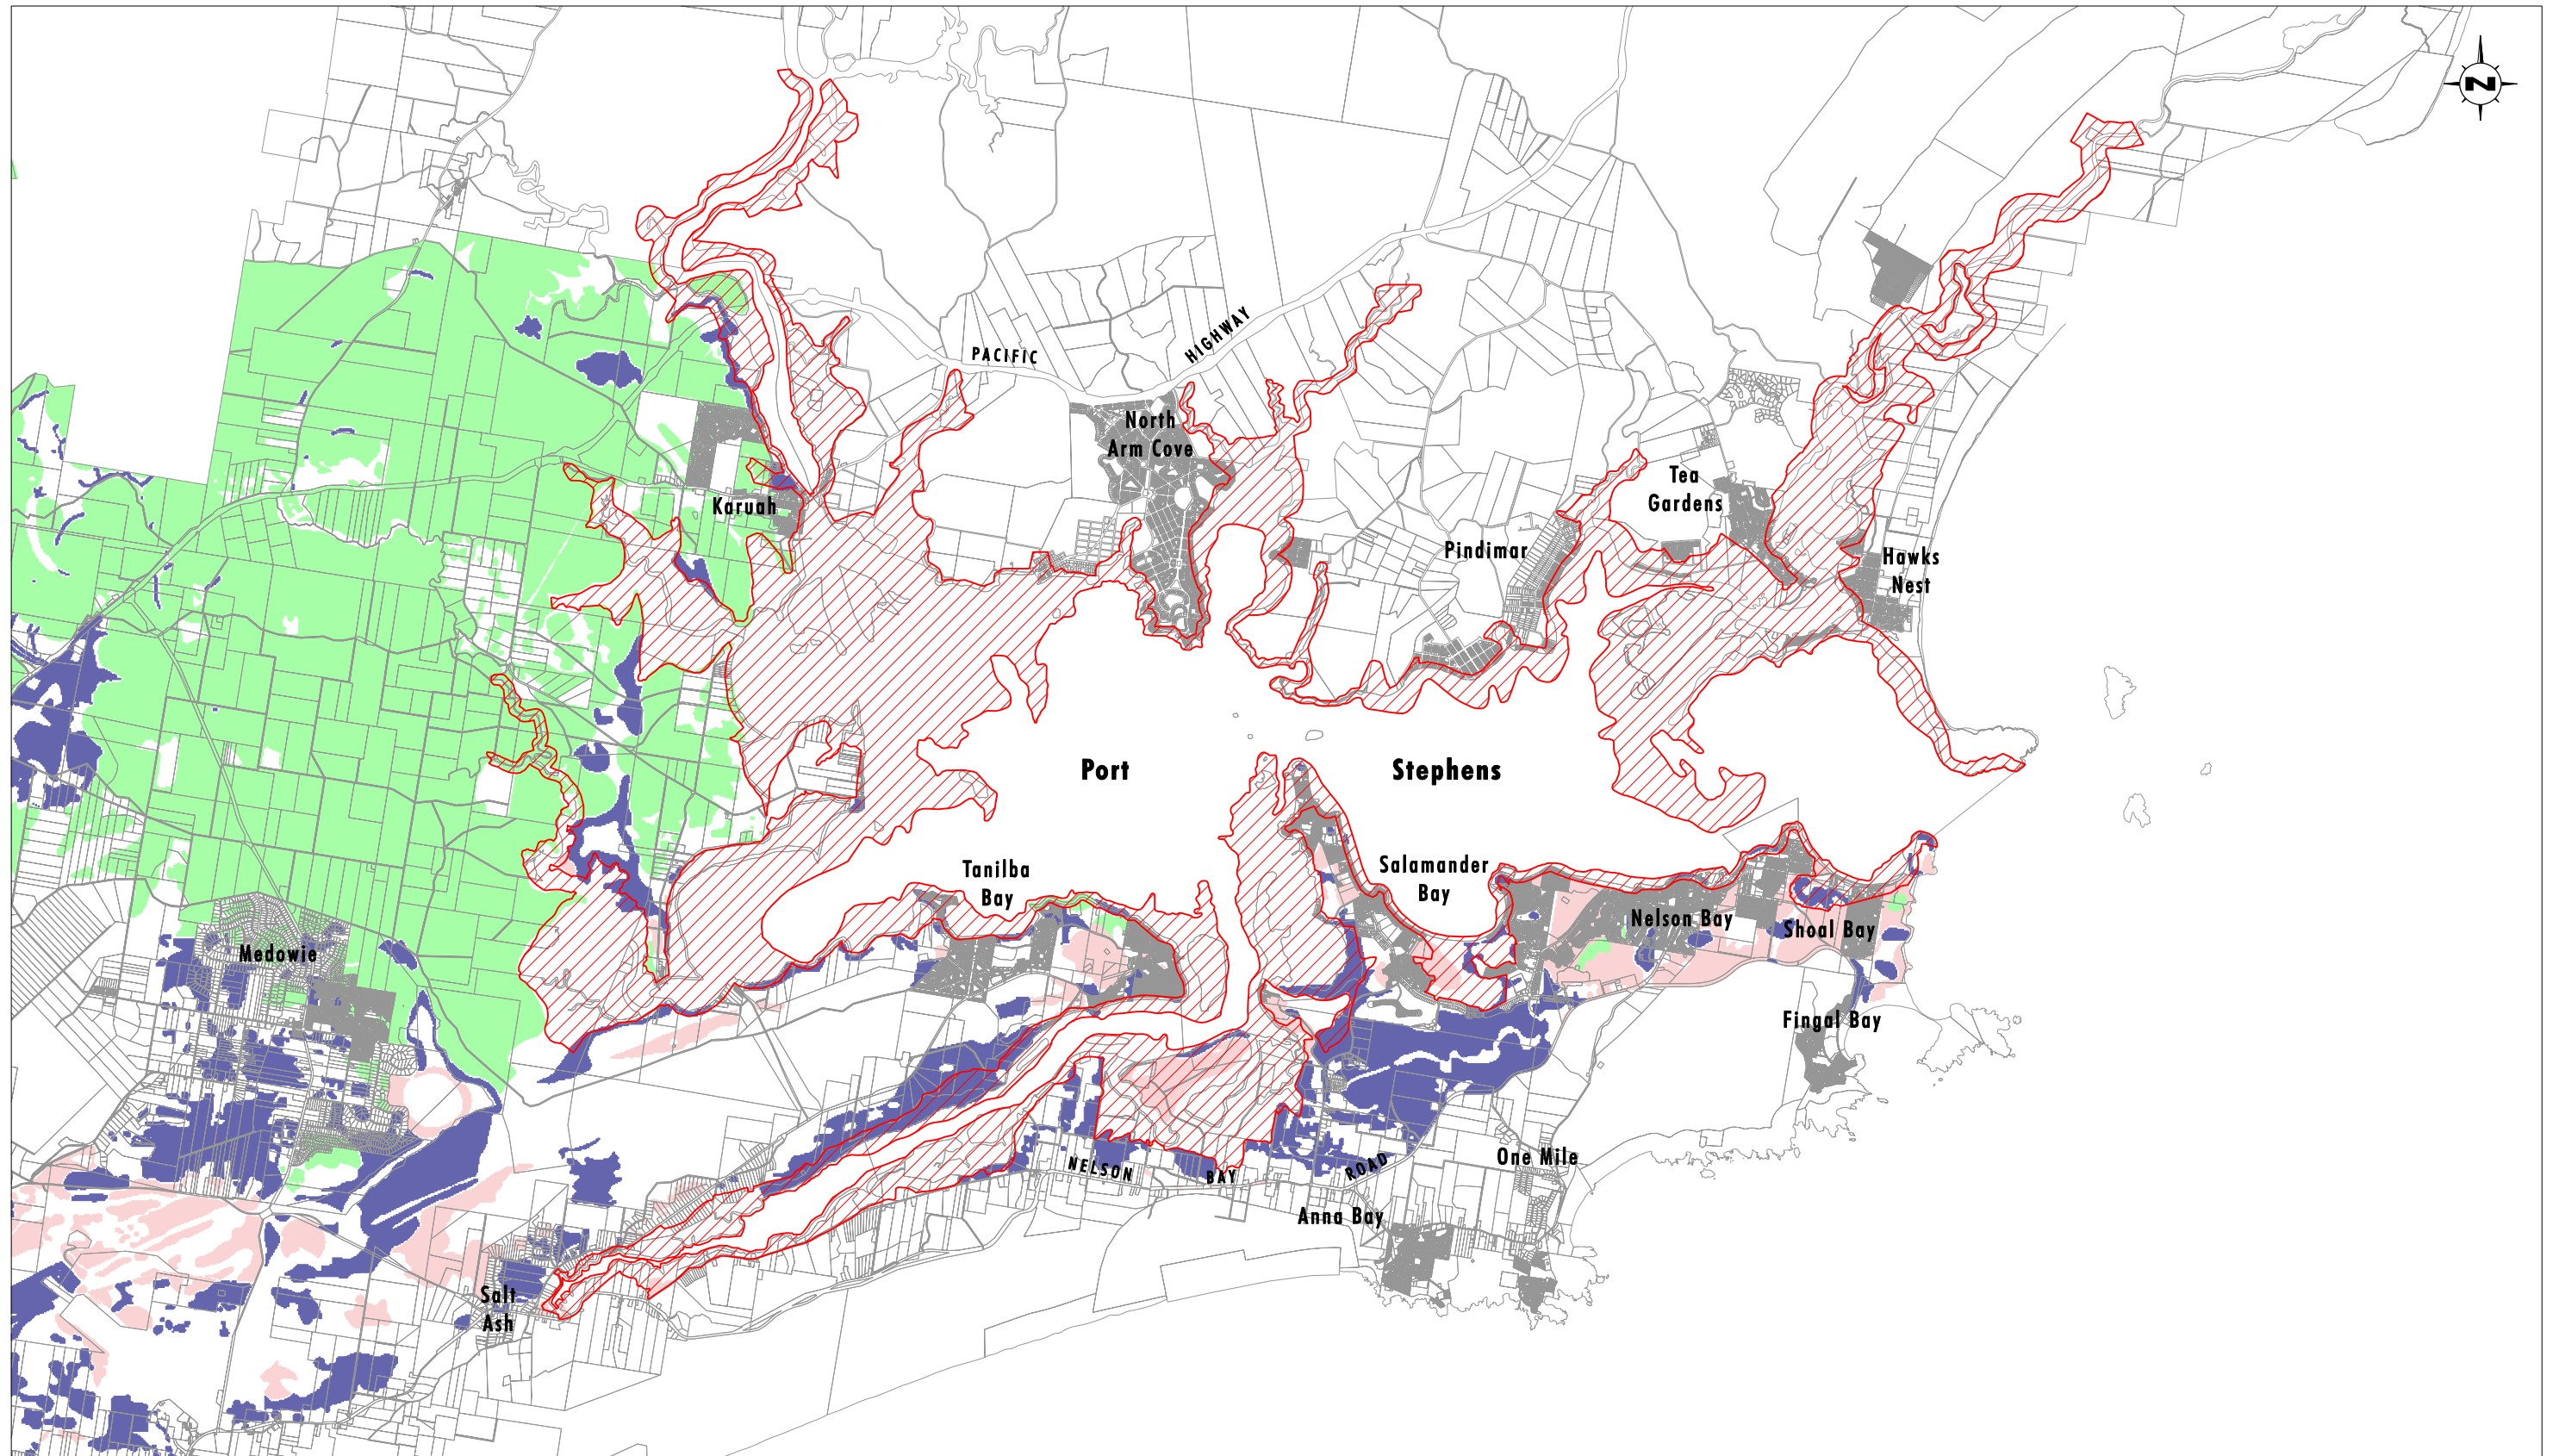 N
PACIFIC
HIGHWAY
North
Arm Cove
Karuah
Tea
Gardens
Pindimar
Hawks
Nest
Port
Stephens
Tanilba
Bay
Salamander
Bay
Nelson Bay
Shoal Bay
Medowie
Fingal Bay
NELSON
BAY
ROAD
One Mile
Anna Bay
Salt
Ash